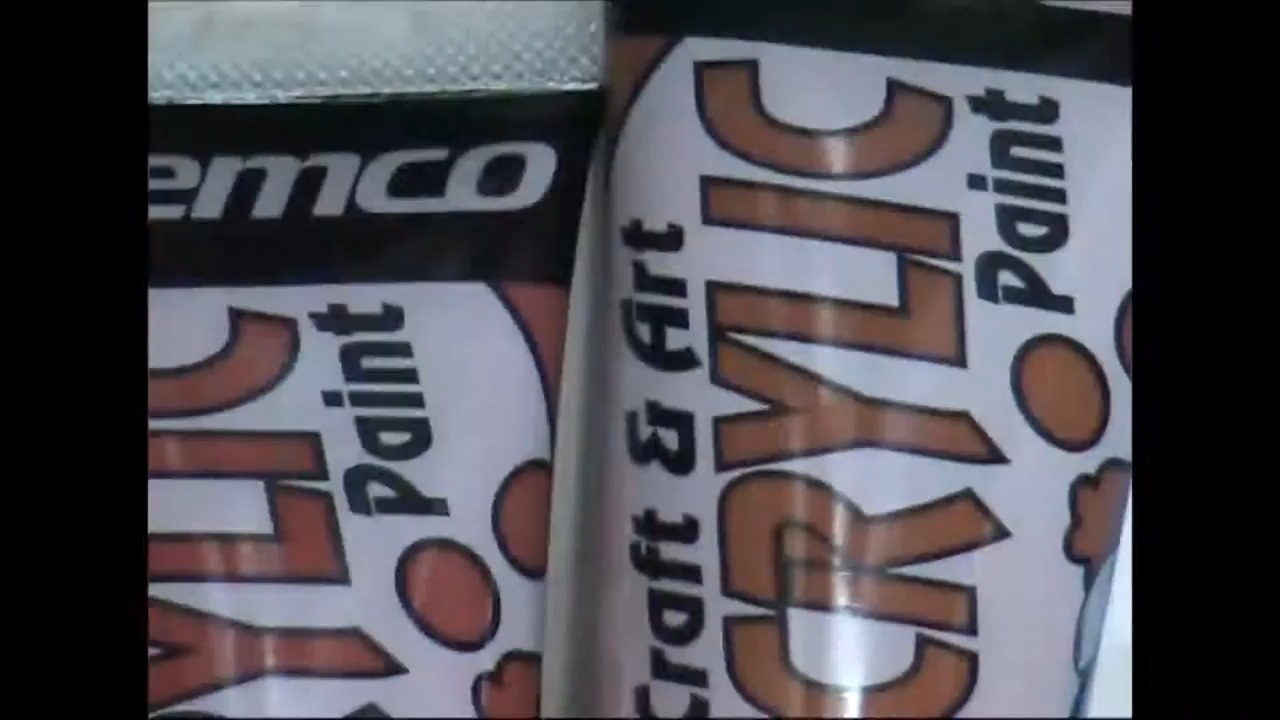 emco
YLIC
Paint
Craft & Art
CRYLIC
Paint